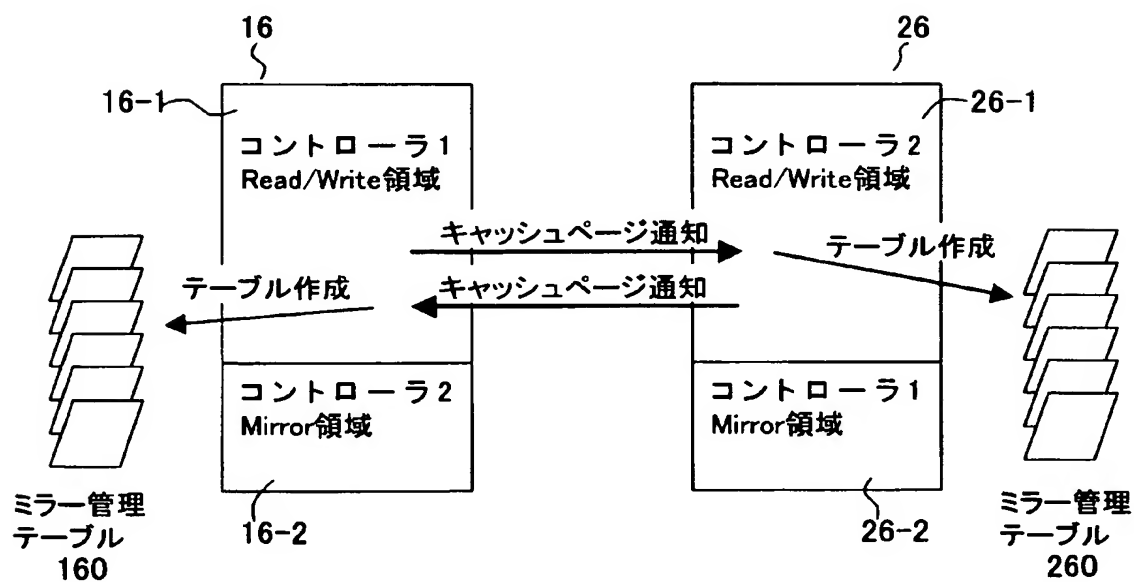 16
26
16-1
26-1
コントローラ1
Read/Write領域
コントローラ2
Read/Write領域
キャッシュページ通知
テーブル作成
テーブル作成
キャッシュページ通知
コントローラ2
Mirror領域
コントローラ1
Mirror領域
ミラー管理
テーブル
160
16-2
26-2
ミラー管理
テーブル
260